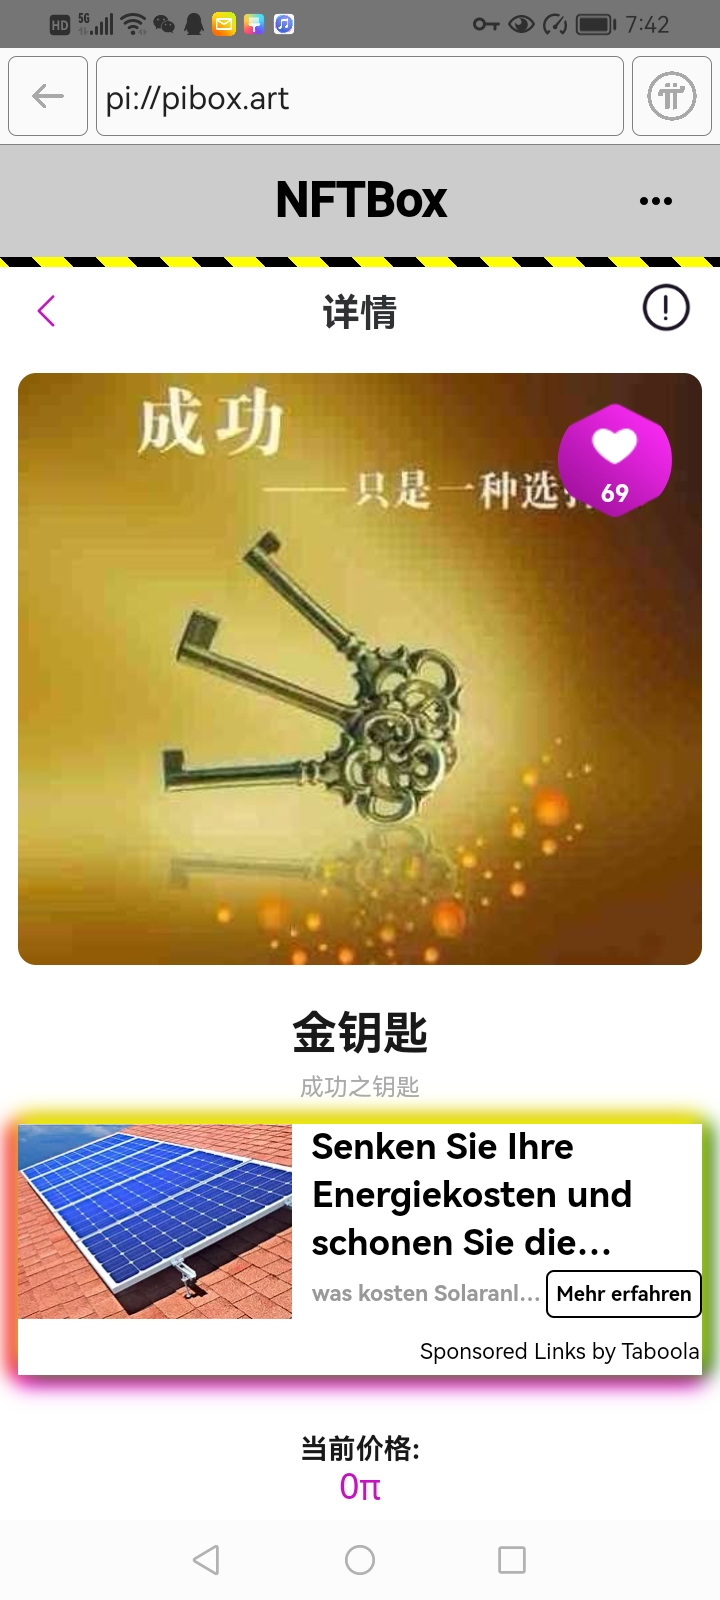 HD 5G 7:42
pi://pibox.art
NFTBox
详情
成功
——只是一种选
69
金钥匙
成功之钥匙
Senken Sie Ihre
Energiekosten und
schonen Sie die...
was kosten Solaranl... Mehr erfahren
Sponsored Links by Taboola
当前价格:
0π